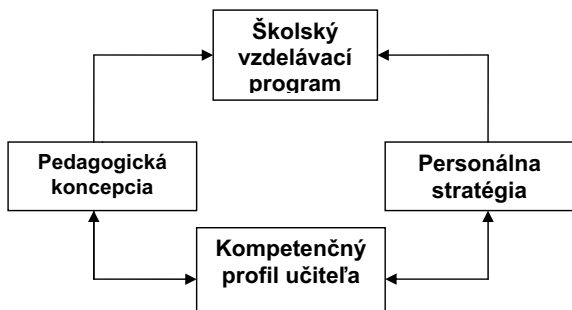 Školský
vzdelávací
program
Pedagogická
koncepcia
Personálna
stratégia
Kompetenčný
profil učiteľa